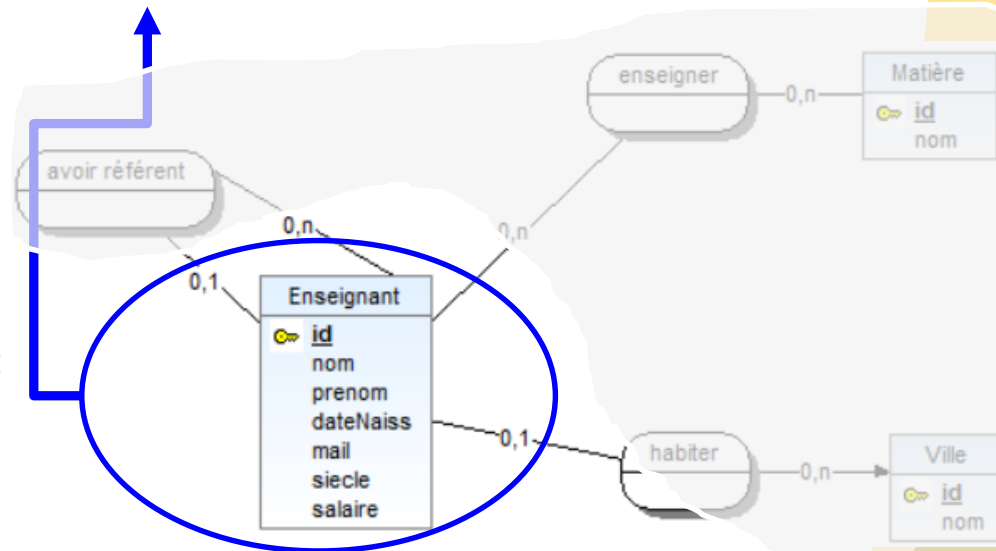 enseigner
0,n
Matière
id
nom
avoir référent
0,n
0,n
0,1
Enseignant
id
nom
prenom
dateNaiss
mail
siecle
salaire
0,1
habiter
0,n
Ville
id
nom